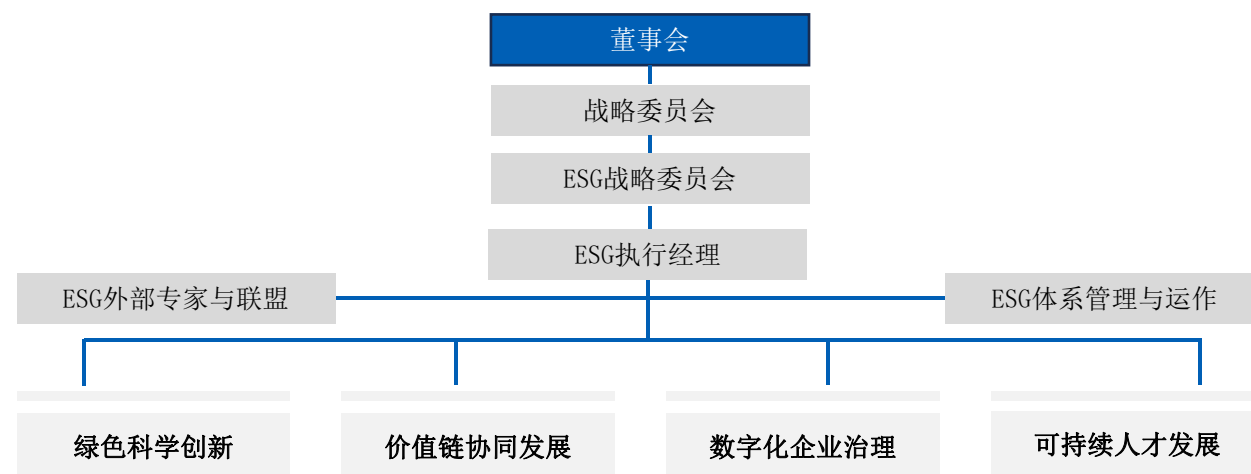 董事会
战略委员会
ESG战略委员会
ESG执行经理
ESG外部专家与联盟
ESG体系管理与运作
绿色科学创新
价值链协同发展
数字化企业治理
可持续人才发展